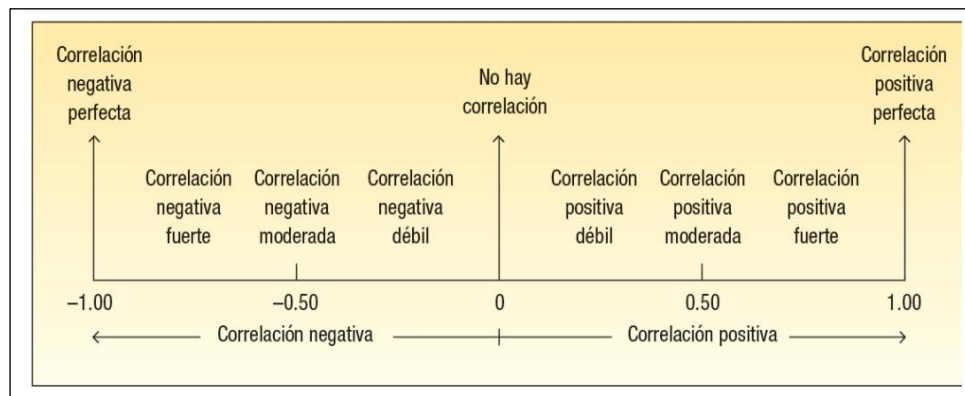 Correlación
negativa
perfecta
No hay
correlación
Correlación
positiva
perfecta
Correlación
negativa
fuerte
Correlación
negativa
moderada
Correlación
negativa
débil
Correlación
positiva
débil
Correlación
positiva
moderada
Correlación
positiva
fuerte
–1.00
–0.50
0
0.50
1.00
Correlación negativa
Correlación positiva